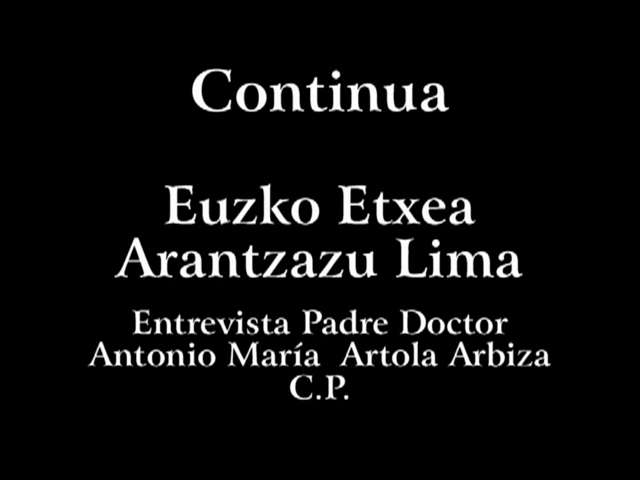 Continua
Euzko Etxea
Arantzazu Lima
Entrevista Padre Doctor
Antonio María Artola Arbiza
C.P.